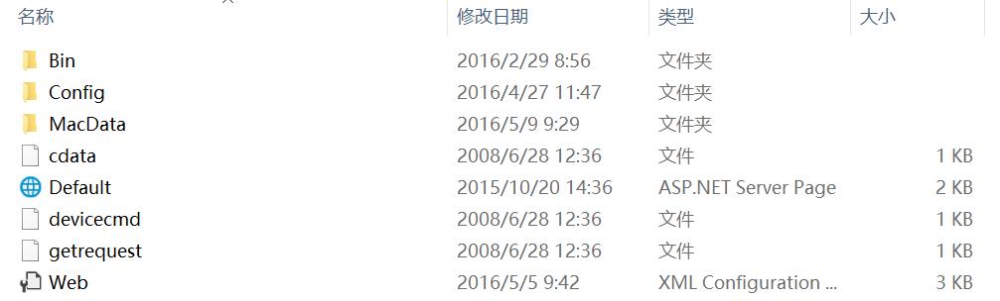 名称 修改日期 类型 大小
Bin 2016/2/29 8:56 文件夹
Config 2016/4/27 11:47 文件夹
MacData 2016/5/9 9:29 文件夹
cdata 2008/6/28 12:36 文件 1 KB
Default 2015/10/20 14:36 ASP.NET Server Page 2 KB
devicecmd 2008/6/28 12:36 文件 1 KB
getrequest 2008/6/28 12:36 文件 1 KB
Web 2016/5/5 9:42 XML Configuration ... 3 KB